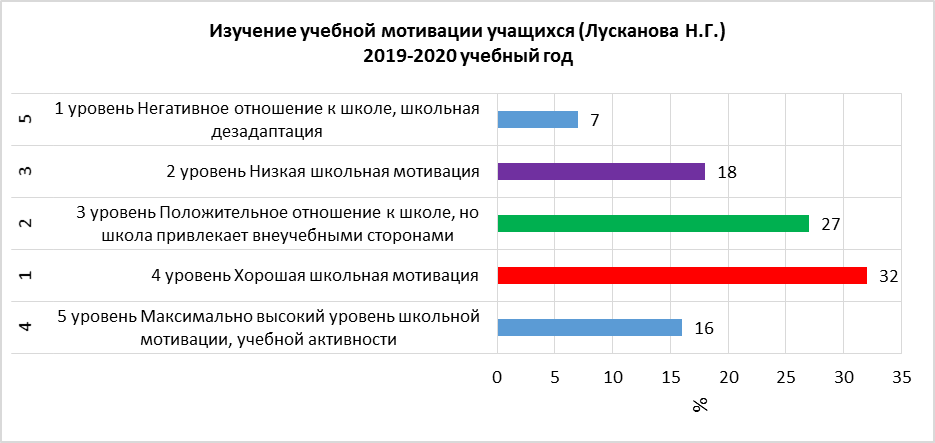 Изучение учебной мотивации учащихся (Лусканова Н.Г.)
2019-2020 учебный год
5
1 уровень Негативное отношение к школе, школьная
дезадаптация
7
3
2 уровень Низкая школьная мотивация
18
2
3 уровень Положительное отношение к школе, но
школа привлекает внеучебными сторонами
27
1
4 уровень Хорошая школьная мотивация
32
4
5 уровень Максимально высокий уровень школьной
мотивации, учебной активности
16
0 5 10 15 20 25 30 35
%